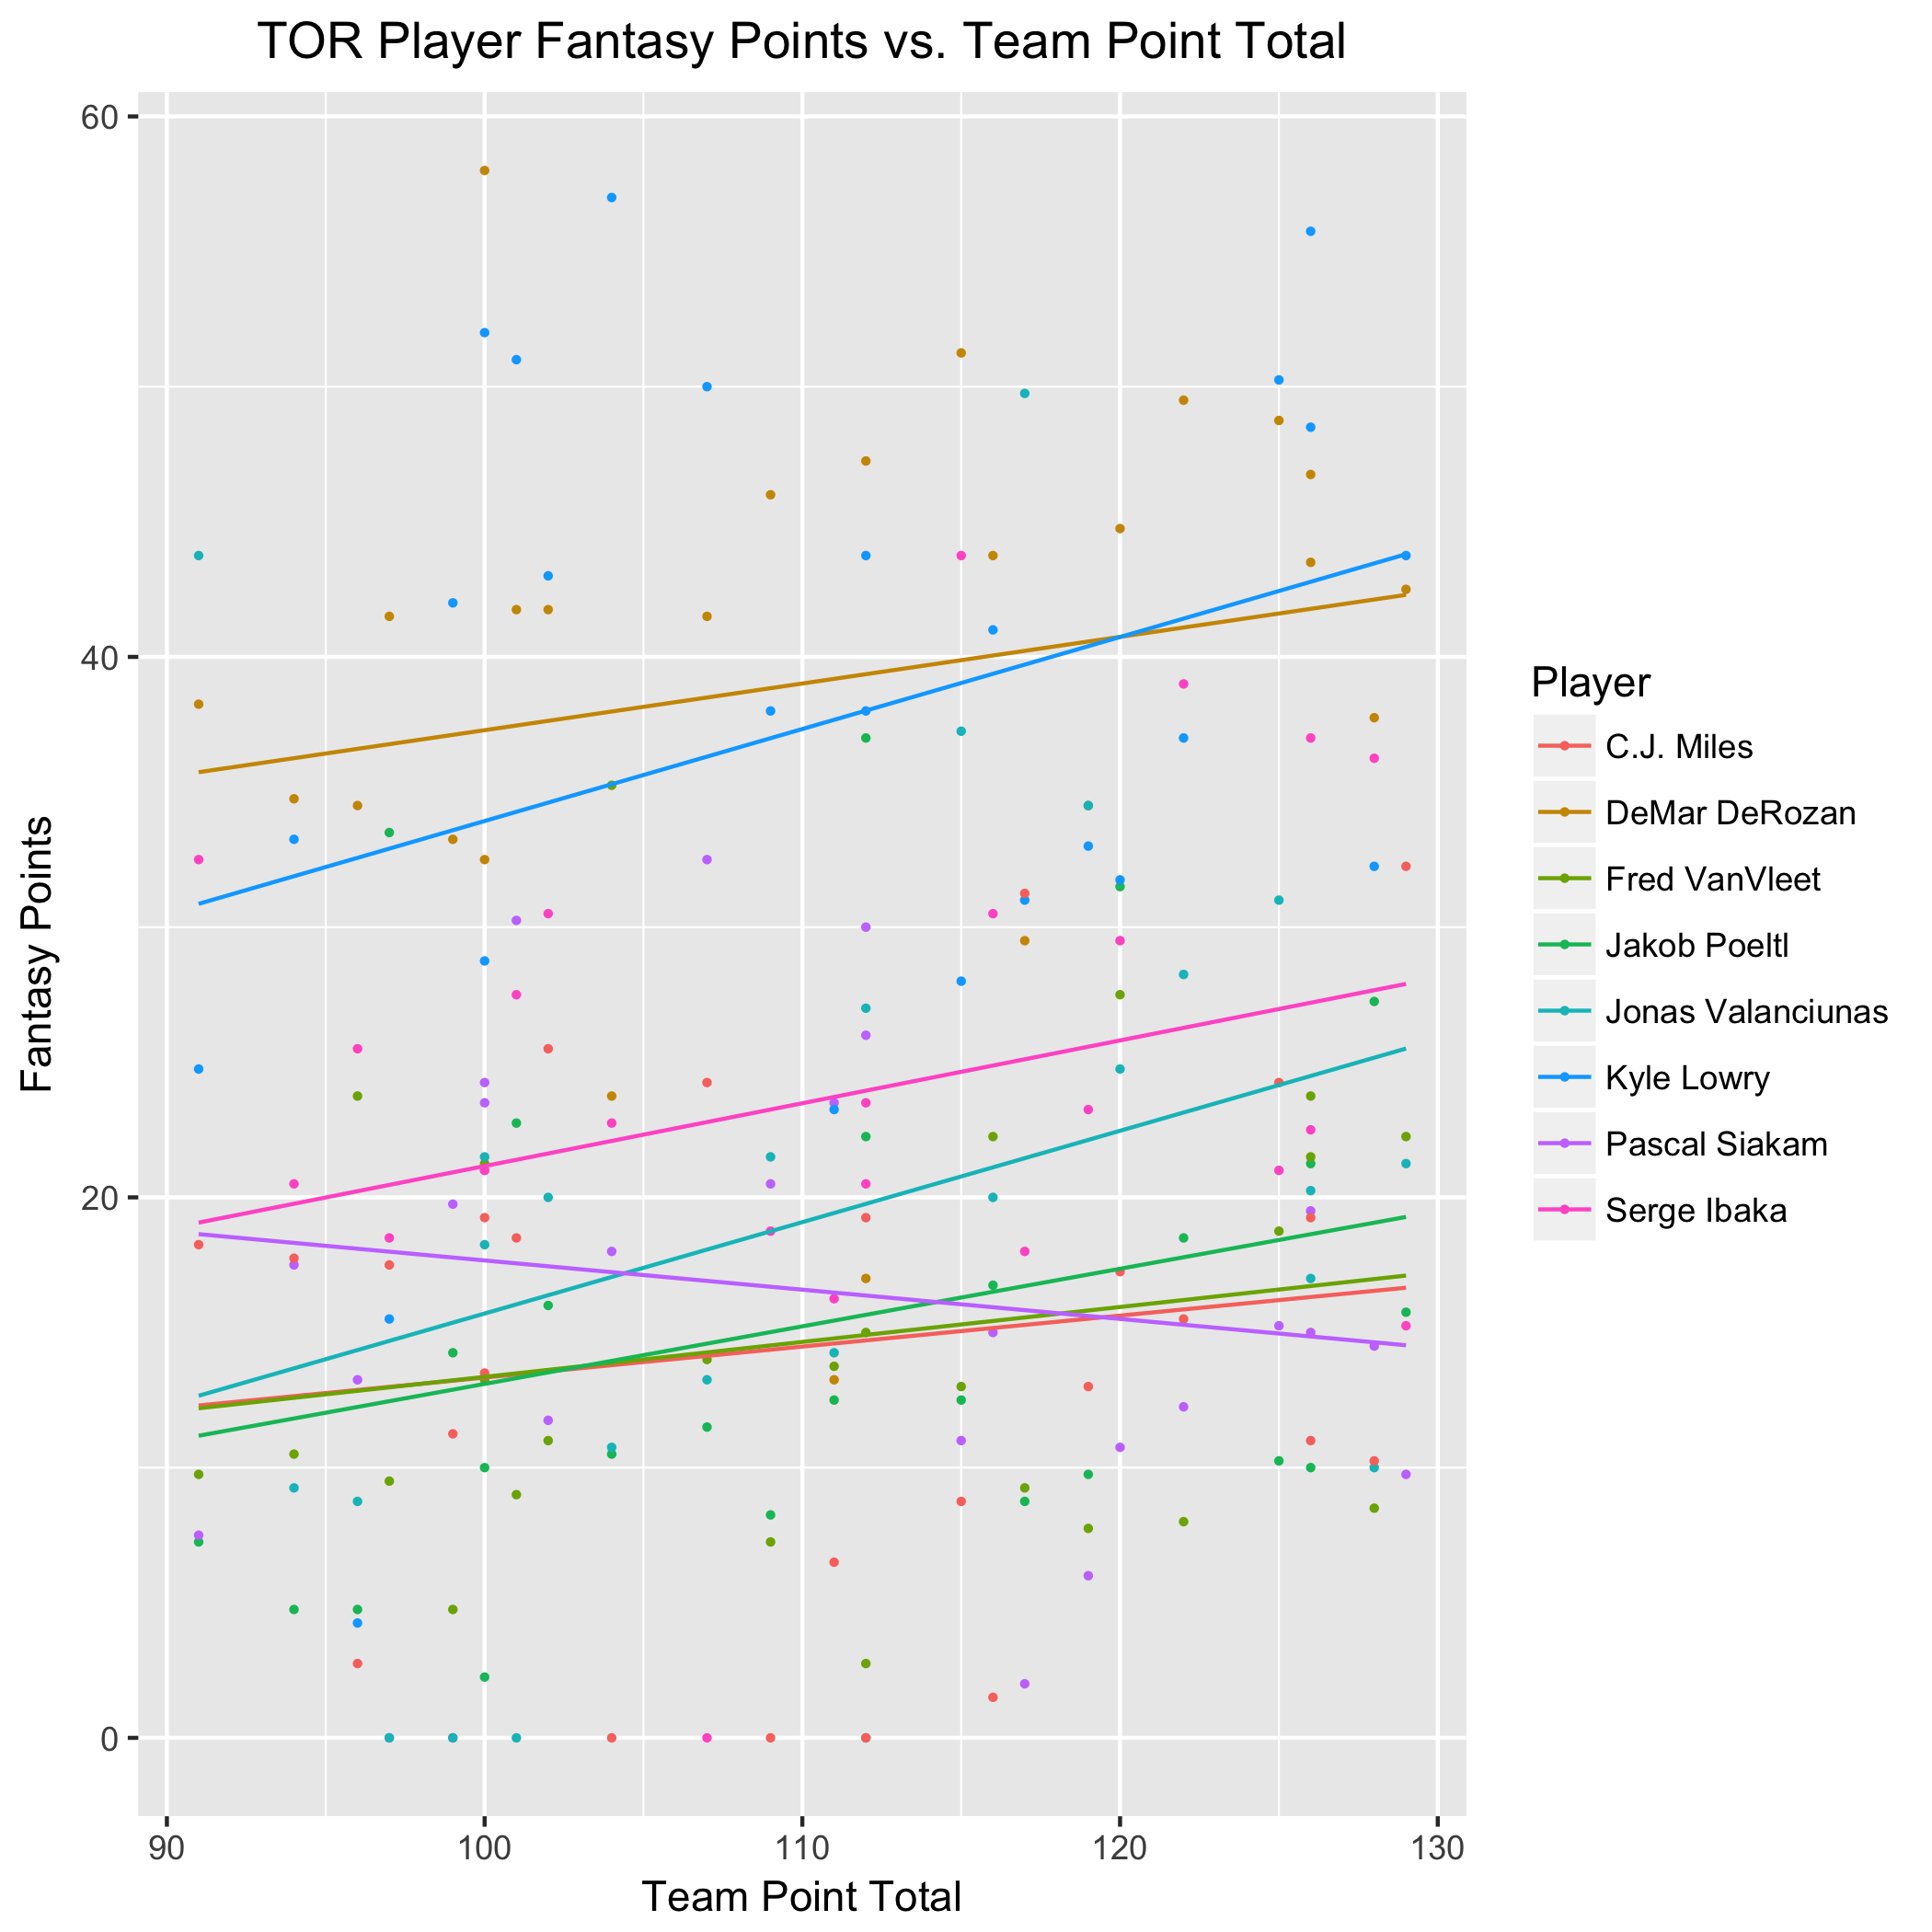 TOR Player Fantasy Points vs. Team Point Total
60
40
20
0
Fantasy Points
90 100 110 120 130
Team Point Total
Player
C.J. Miles
DeMar DeRozan
Fred VanVleet
Jakob Poeltl
Jonas Valanciunas
Kyle Lowry
Pascal Siakam
Serge Ibaka